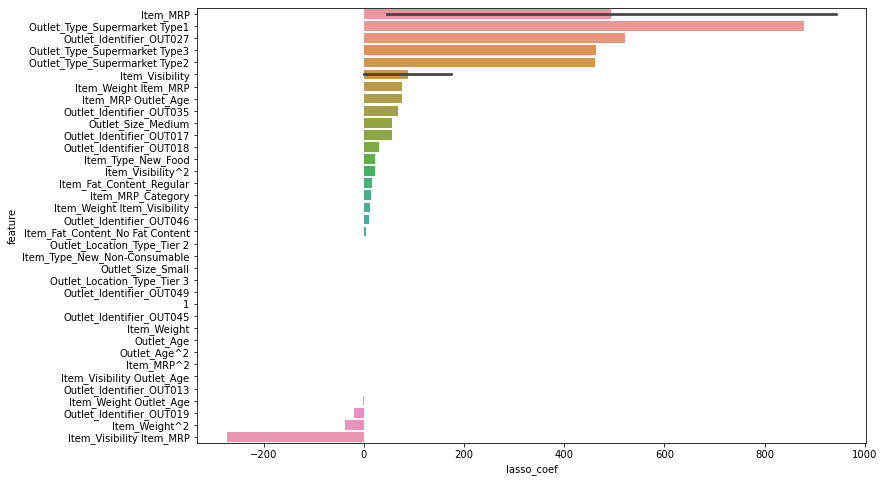 Item_MRP
Outlet_Type_Supermarket Type1
Outlet_Identifier_OUT027
Outlet_Type_Supermarket Type3
Outlet_Type_Supermarket Type2
Item_Visibility
Item_Weight Item_MRP
Item_MRP Outlet_Age
Outlet_Identifier_OUT035
Outlet_Size_Medium
Outlet_Identifier_OUT017
Outlet_Identifier_OUT018
Item_Type_New_Food
Item_Visibility^2
Item_Fat_Content_Regular
Item_MRP_Category
Item_Weight Item_Visibility
Outlet_Identifier_OUT046
Item_Fat_Content_No Fat Content
Outlet_Location_Type_Tier 2
Item_Type_New_Non-Consumable
Outlet_Size_Small
Outlet_Location_Type_Tier 3
Outlet_Identifier_OUT049
1
Outlet_Identifier_OUT045
Item_Weight
Outlet_Age
Outlet_Age^2
Item_MRP^2
Item_Visibility Outlet_Age
Outlet_Identifier_OUT013
Item_Weight Outlet_Age
Outlet_Identifier_OUT019
Item_Weight^2
Item_Visibility Item_MRP
feature
−200 0 200 400 600 800 1000
lasso_coef